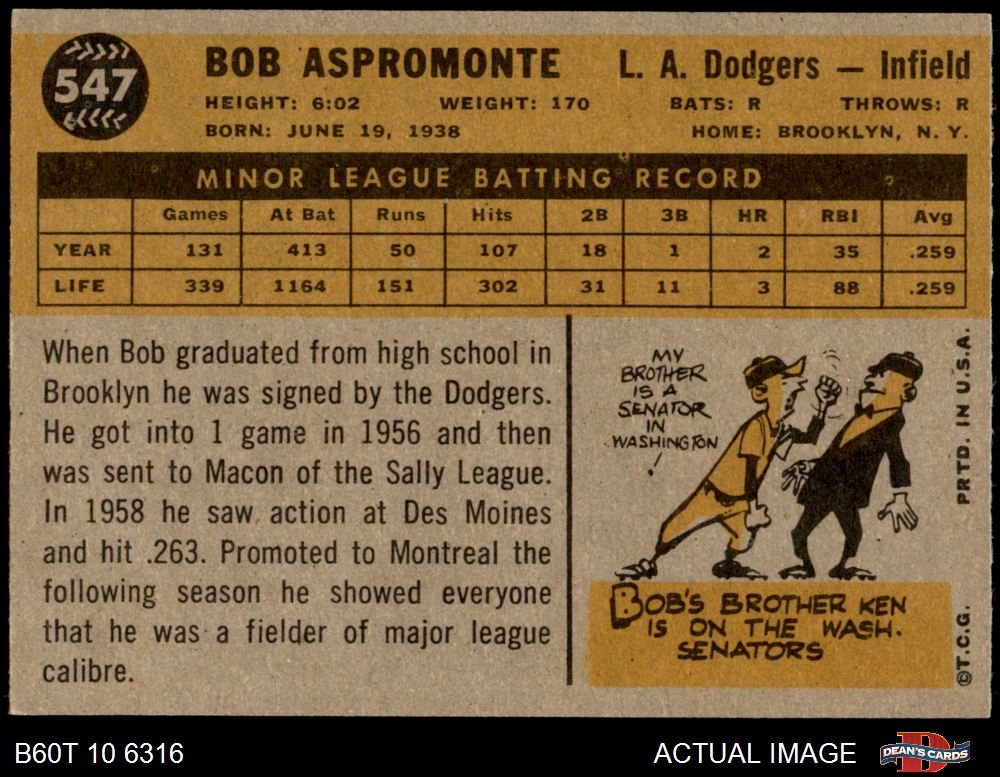 547
BOB ASPROMONTE L. A. Dodgers — Infield
HEIGHT: 6:02 WEIGHT: 170 BATS: R THROWS: R
BORN: JUNE 19, 1938 HOME: BROOKLYN, N. Y.
MINOR LEAGUE BATTING RECORD
Games At Bat Runs Hits 2B 3B HR RBI Avg
YEAR 131 413 50 107 18 1 2 35 .259
LIFE 339 1164 151 302 31 11 3 88 .259
When Bob graduated from high school in
Brooklyn he was signed by the Dodgers.
He got into 1 game in 1956 and then
was sent to Macon of the Sally League.
In 1958 he saw action at Des Moines
and hit .263. Promoted to Montreal the
following season he showed everyone
that he was a fielder of major league
calibre.
MY
BROTHER
IS A
SENATOR
IN
WASHINGTON
!
BOB'S BROTHER KEN
IS ON THE WASH.
SENATORS
©T.C.G. PRTD. IN U.S.A.
B60T 10 6316 ACTUAL IMAGE
D
DEAN'S CARDS